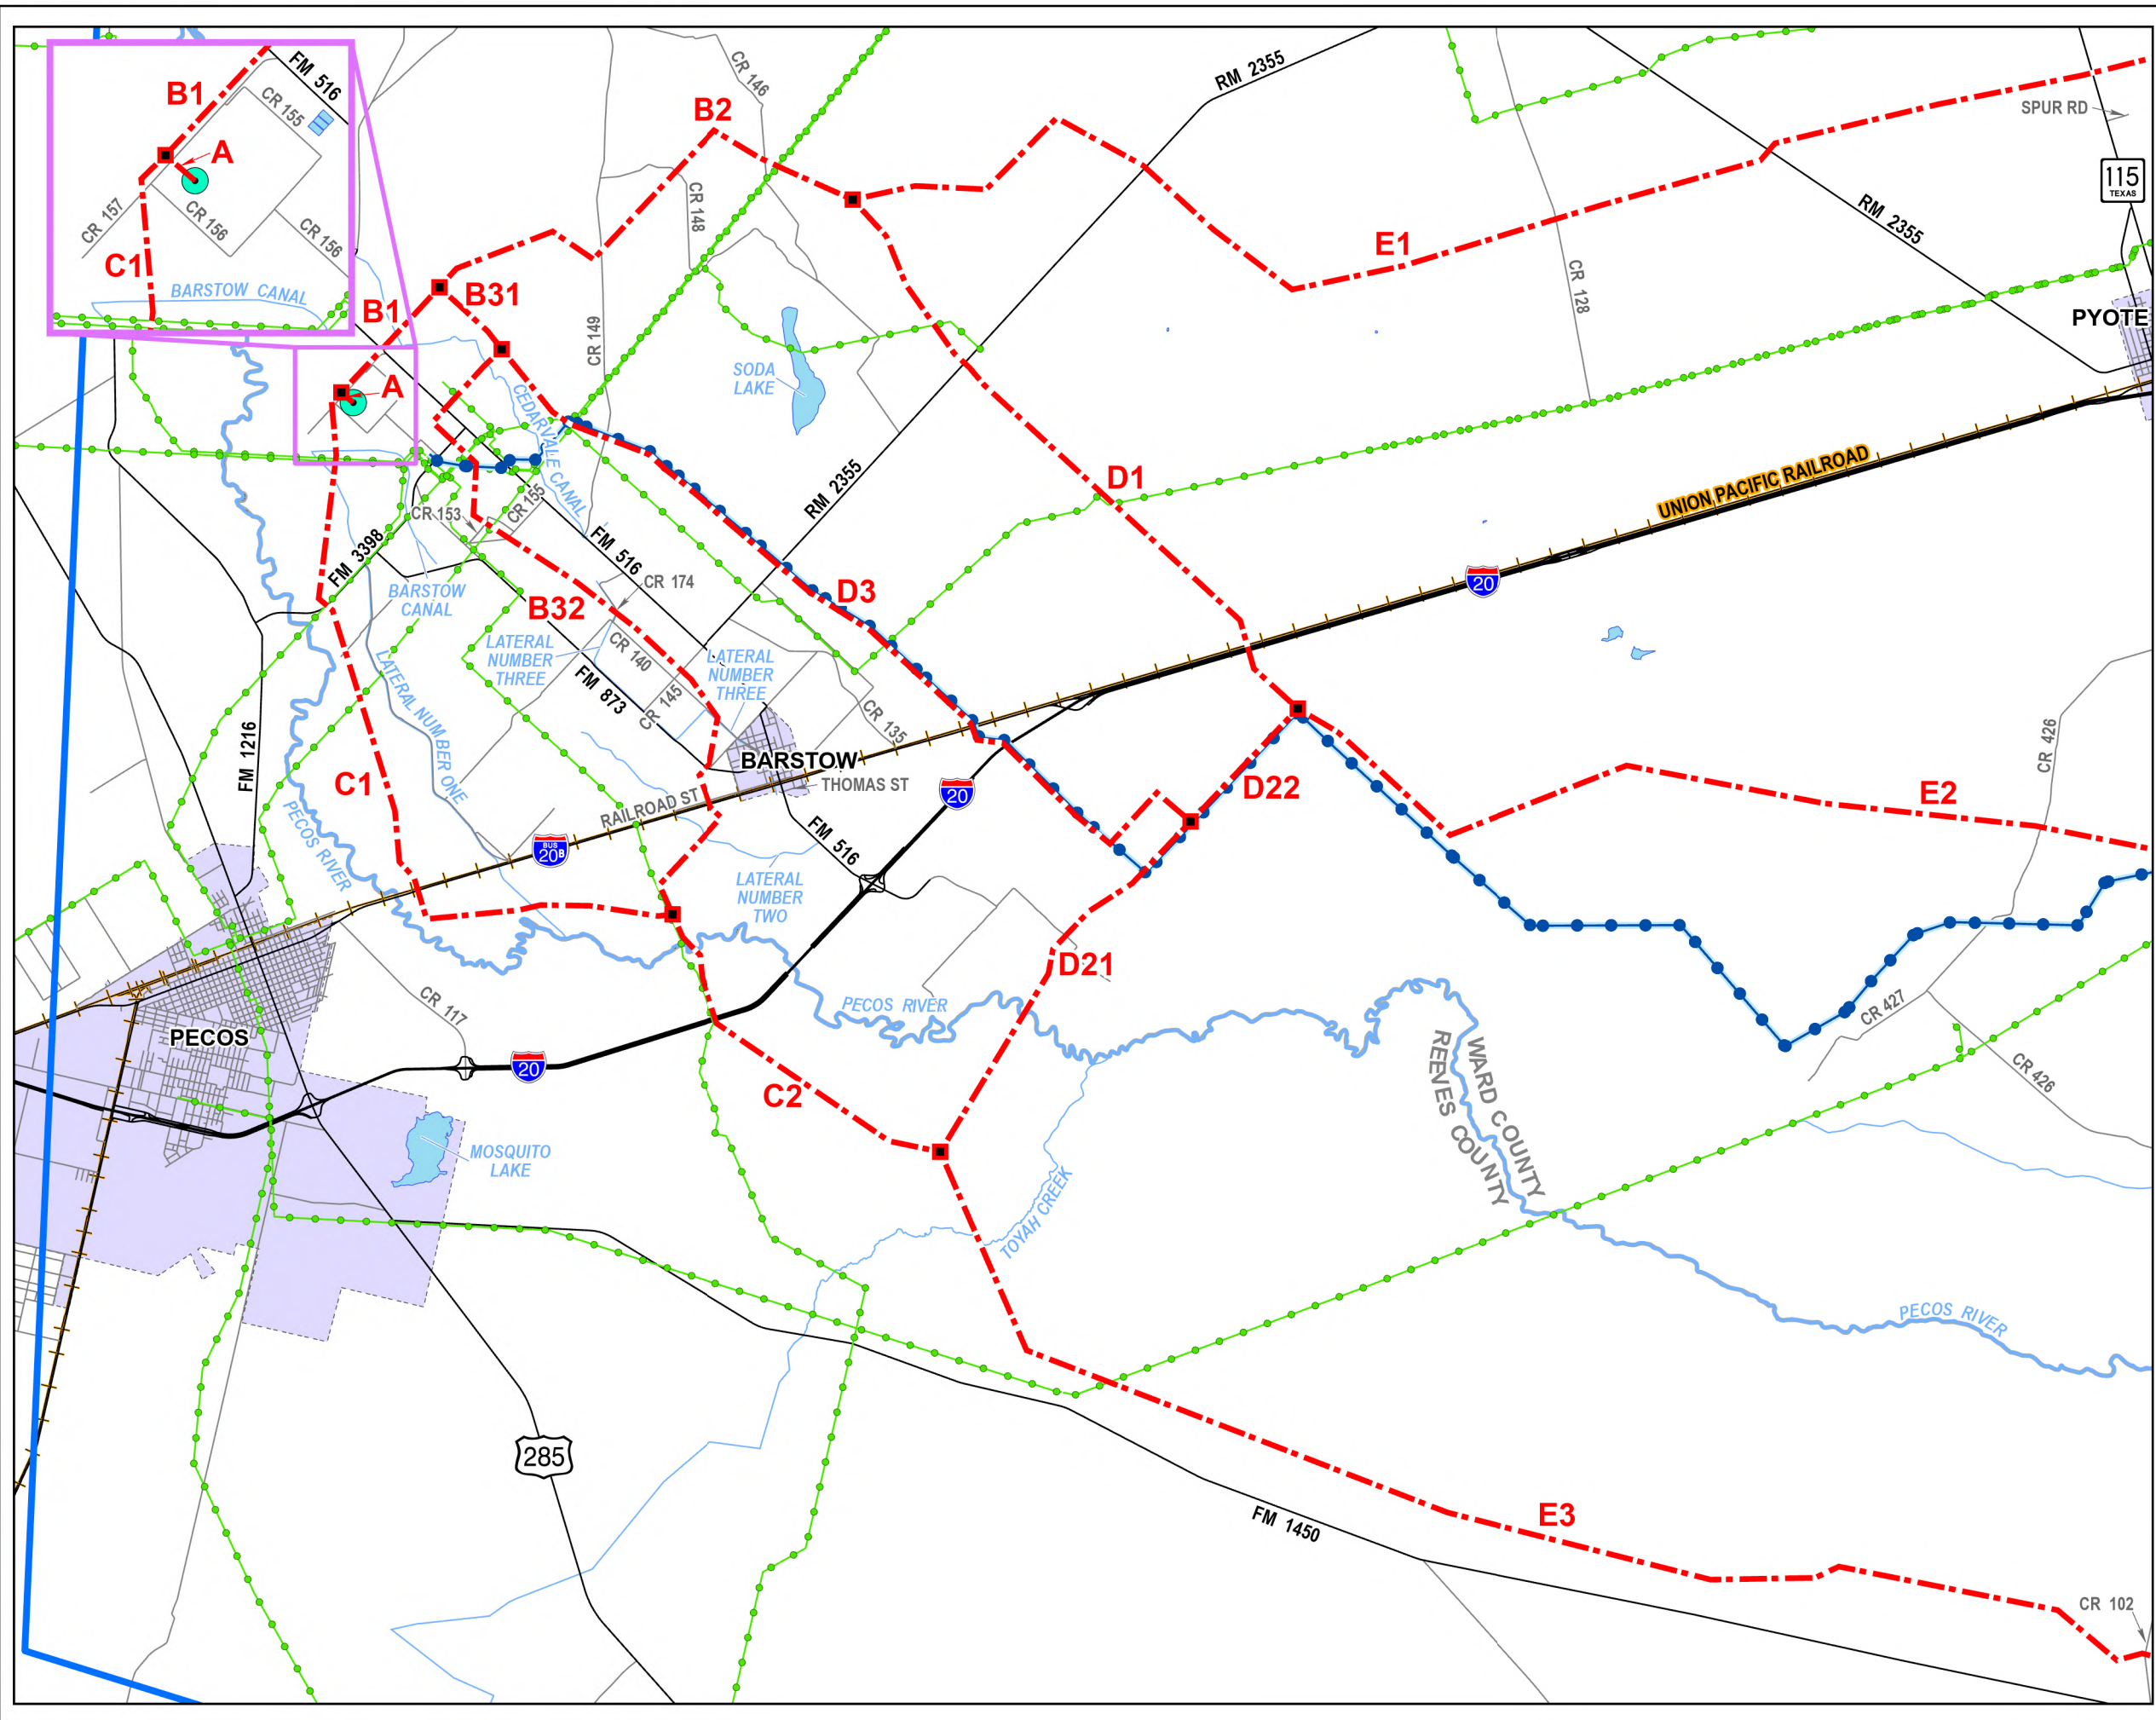 FM 516
B1
CR 155
A
CR 157
CR 156
CR 156
C1
BARSTOW CANAL
CR 146
B2
RM 2355
SPUR RD
115
TEXAS
RM 2355
CR 148
E1
CR 128
B31
B1
PYOTE
CR 149
SODA
LAKE
A
CEDARVALE CANAL
D1
RM 2355
UNION PACIFIC RAILROAD
CR 153
CR 155
FM 3398
FM 516
CR 174
20
BARSTOW
CANAL
D3
B32
LATERAL
NUMBER
THREE
CR 140
LATERAL
NUMBER
THREE
LATERAL NUMBER ONE
FM 873
CR 145
CR 135
FM 1216
CR 426
BARSTOW
C1
THOMAS ST
20
D22
E2
RAILROAD ST
PECOS RIVER
BUS
20B
FM 516
LATERAL
NUMBER
TWO
D21
CR 117
PECOS RIVER
CR 427
PECOS
20
WARD COUNTY
REEVES COUNTY
CR 426
C2
MOSQUITO
LAKE
TOYAH CREEK
PECOS RIVER
285
E3
FM 1450
CR 102